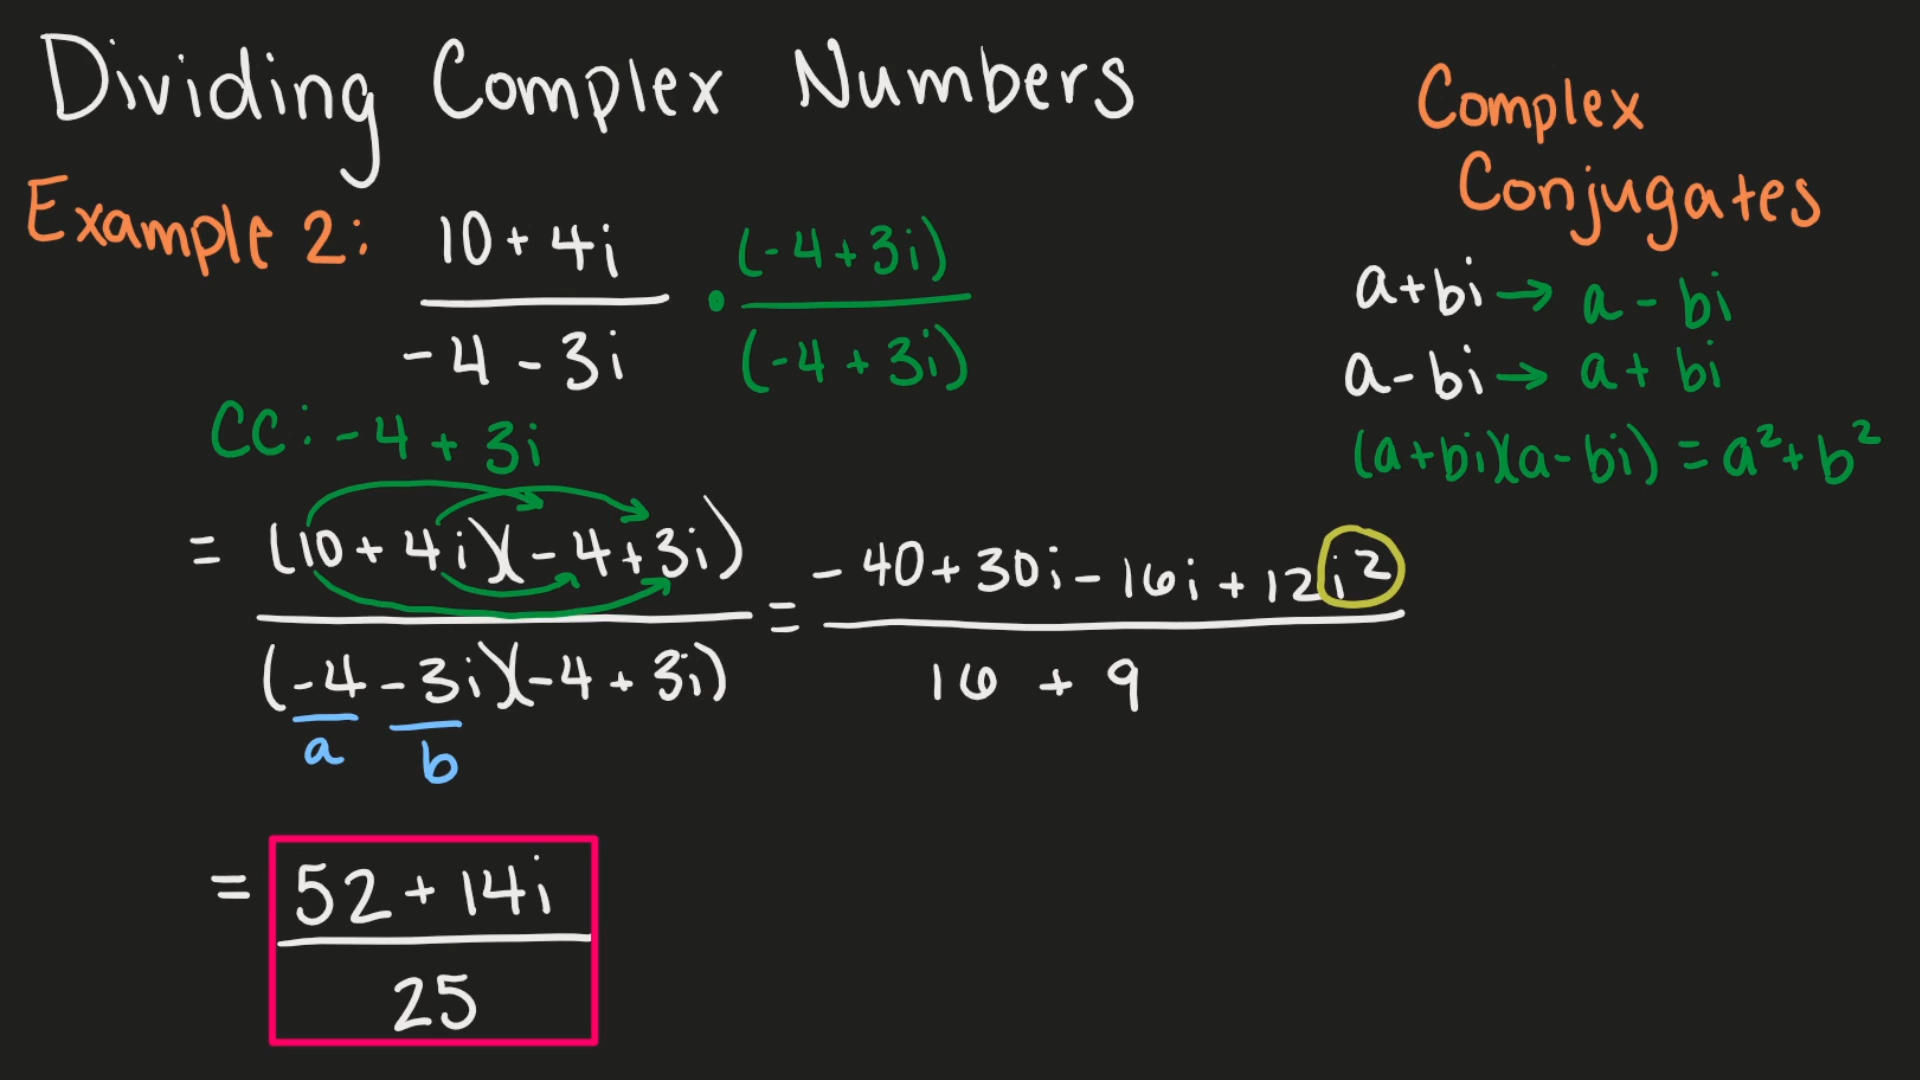 Dividing Complex Numbers
Complex
Conjugates
Example 2: (10 + 4i)/(-4 - 3i) · (-4 + 3i)/(-4 + 3i)
a+bi → a - bi
a-bi → a + bi
(a+bi)(a-bi) = a²+b²
CC: -4 + 3i
= (10 + 4i)(-4+3i)/(-4 - 3i)(-4 + 3i) = (-40 + 30i - 16i + 12i²)/(16 + 9)
a b
= (52 + 14i)/25